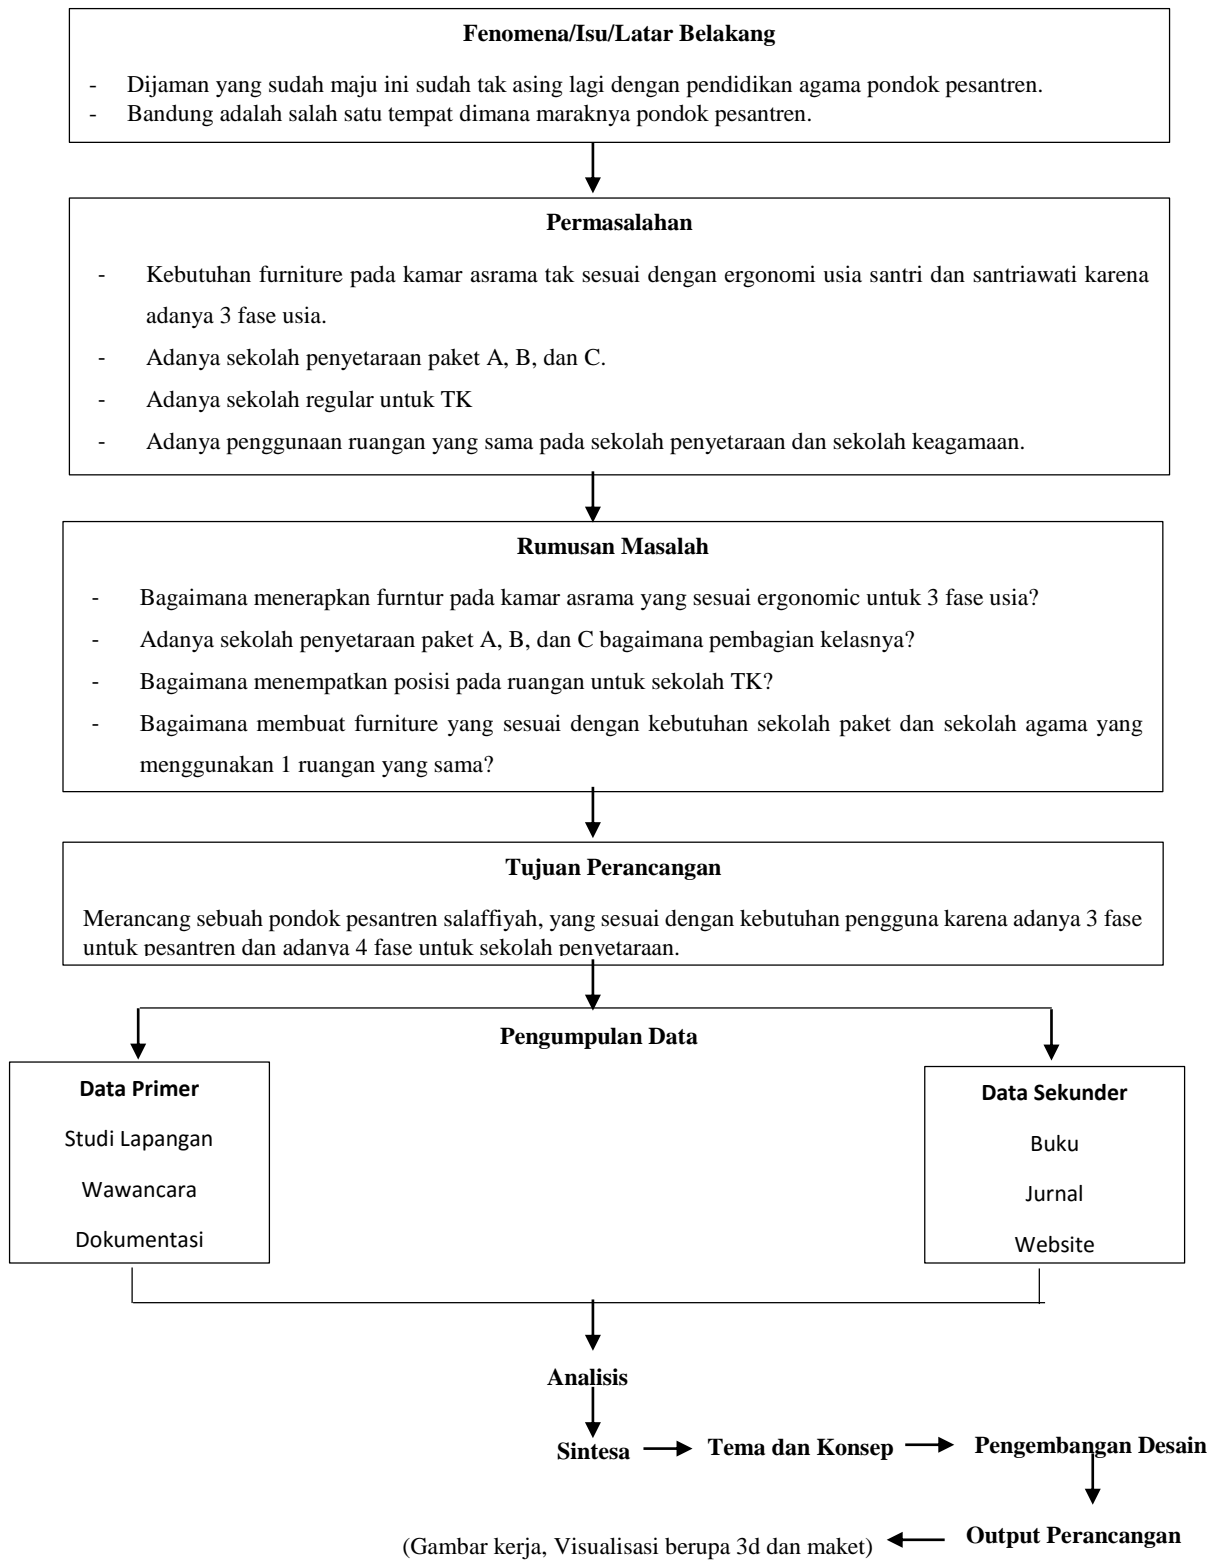 Fenomena/Isu/Latar Belakang
- Dijaman yang sudah maju ini sudah tak asing lagi dengan pendidikan agama pondok pesantren.
- Bandung adalah salah satu tempat dimana maraknya pondok pesantren.
Permasalahan
- Kebutuhan furniture pada kamar asrama tak sesuai dengan ergonomi usia santri dan santriawati karena
adanya 3 fase usia.
- Adanya sekolah penyetaraan paket A, B, dan C.
- Adanya sekolah regular untuk TK
- Adanya penggunaan ruangan yang sama pada sekolah penyetaraan dan sekolah keagamaan.
Rumusan Masalah
- Bagaimana menerapkan furntur pada kamar asrama yang sesuai ergonomic untuk 3 fase usia?
- Adanya sekolah penyetaraan paket A, B, dan C bagaimana pembagian kelasnya?
- Bagaimana menempatkan posisi pada ruangan untuk sekolah TK?
- Bagaimana membuat furniture yang sesuai dengan kebutuhan sekolah paket dan sekolah agama yang
menggunakan 1 ruangan yang sama?
Tujuan Perancangan
Merancang sebuah pondok pesantren salaffiyah, yang sesuai dengan kebutuhan pengguna karena adanya 3 fase
untuk pesantren dan adanya 4 fase untuk sekolah penyetaraan.
Pengumpulan Data
Data Primer
Studi Lapangan
Wawancara
Dokumentasi
Data Sekunder
Buku
Jurnal
Website
Analisis
Sintesa
Tema dan Konsep
Pengembangan Desain
Output Perancangan
(Gambar kerja, Visualisasi berupa 3d dan maket)